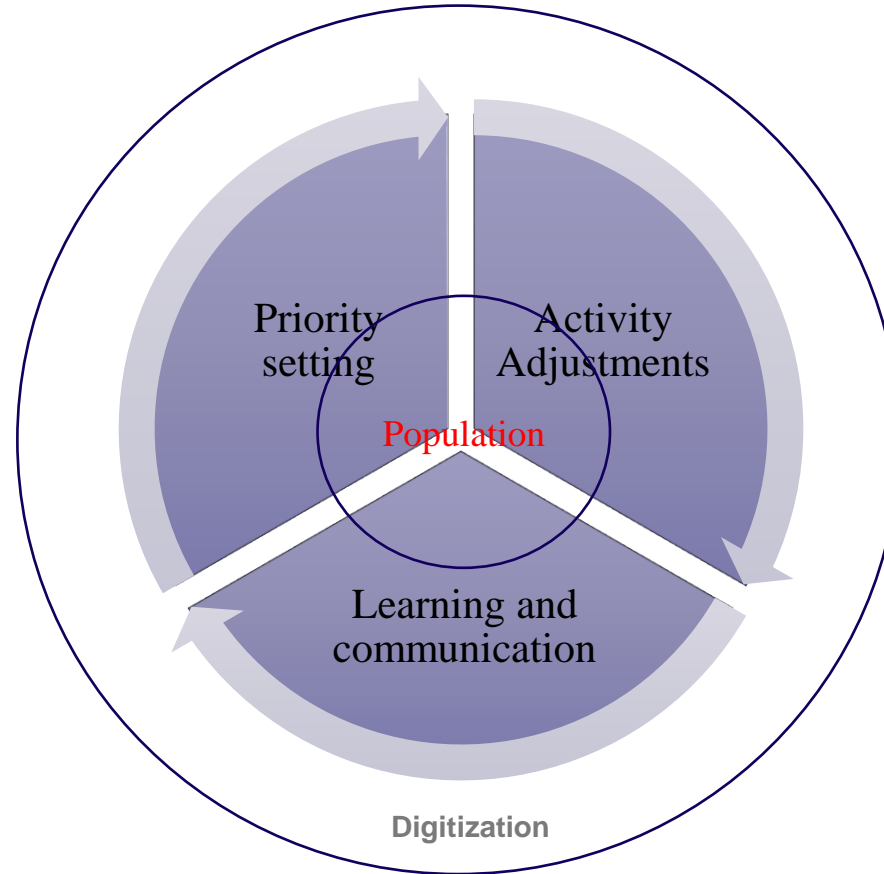 Priority
setting
Activity
Adjustments
Population
Learning and
communication
Digitization